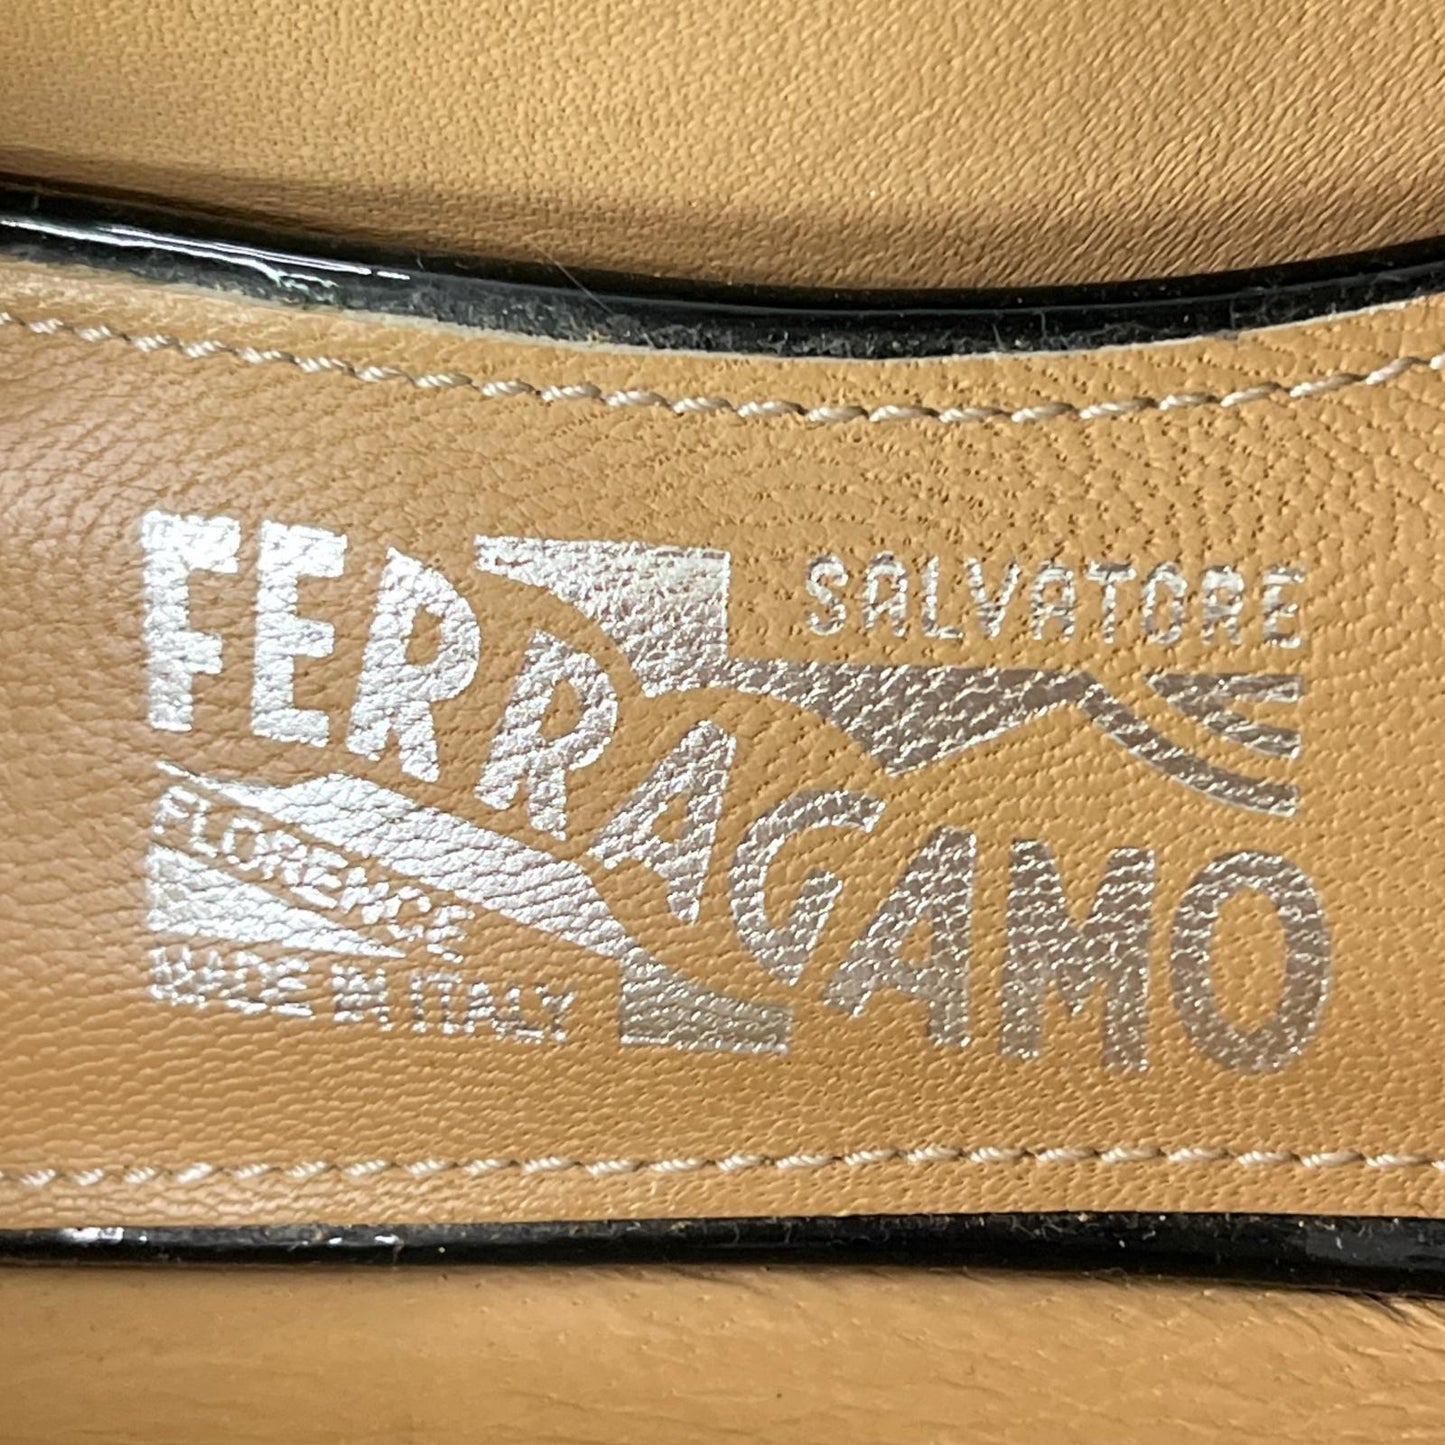 SALVATORE
FERRAGAMO
FLORENCE
MADE IN ITALY